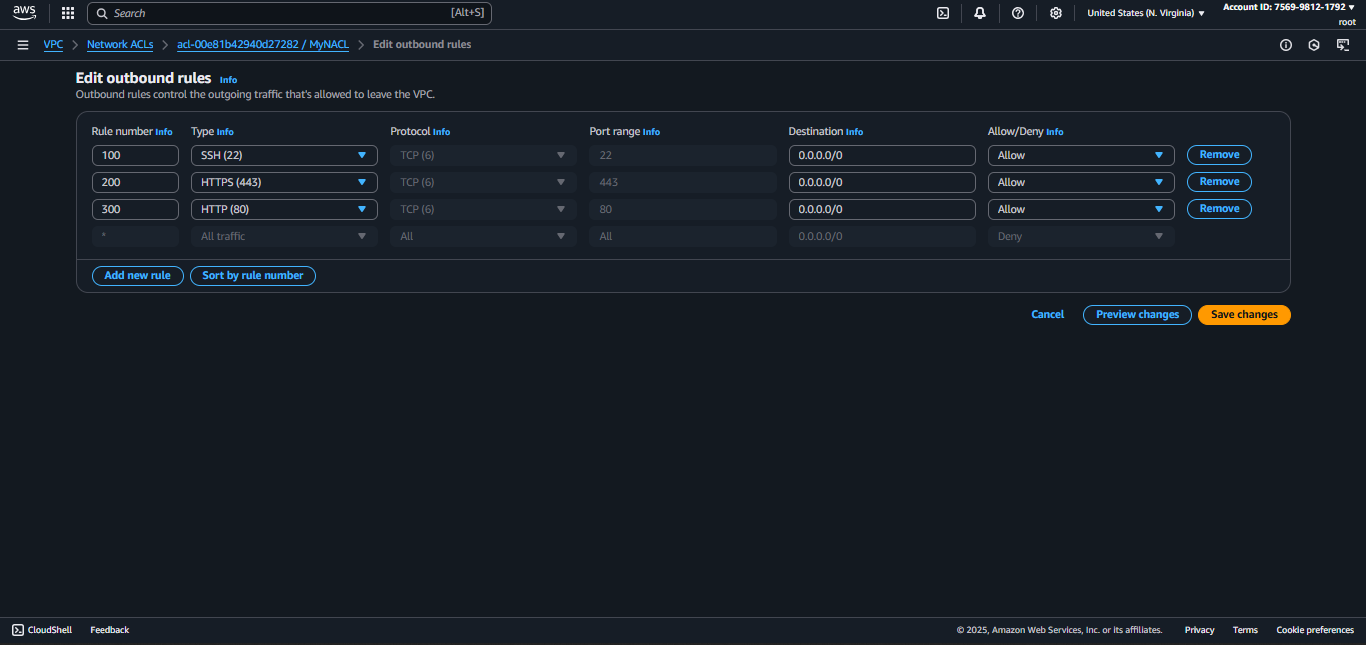 aws Search [Alt+S] United States (N. Virginia) ▼ Account ID: 7569-9812-1792 ▼
root
VPC > Network ACLs > acl-00e81b42940d27282 / MyNACL > Edit outbound rules
Edit outbound rules Info
Outbound rules control the outgoing traffic that's allowed to leave the VPC.
Rule number Info Type Info Protocol Info Port range Info Destination Info Allow/Deny Info
100 SSH (22) TCP (6) 22 0.0.0.0/0 Allow Remove
200 HTTPS (443) TCP (6) 443 0.0.0.0/0 Allow Remove
300 HTTP (80) TCP (6) 80 0.0.0.0/0 Allow Remove
* All traffic All All 0.0.0.0/0 Deny
Add new rule Sort by rule number
Cancel Preview changes Save changes
CloudShell Feedback © 2025, Amazon Web Services, Inc. or its affiliates. Privacy Terms Cookie preferences